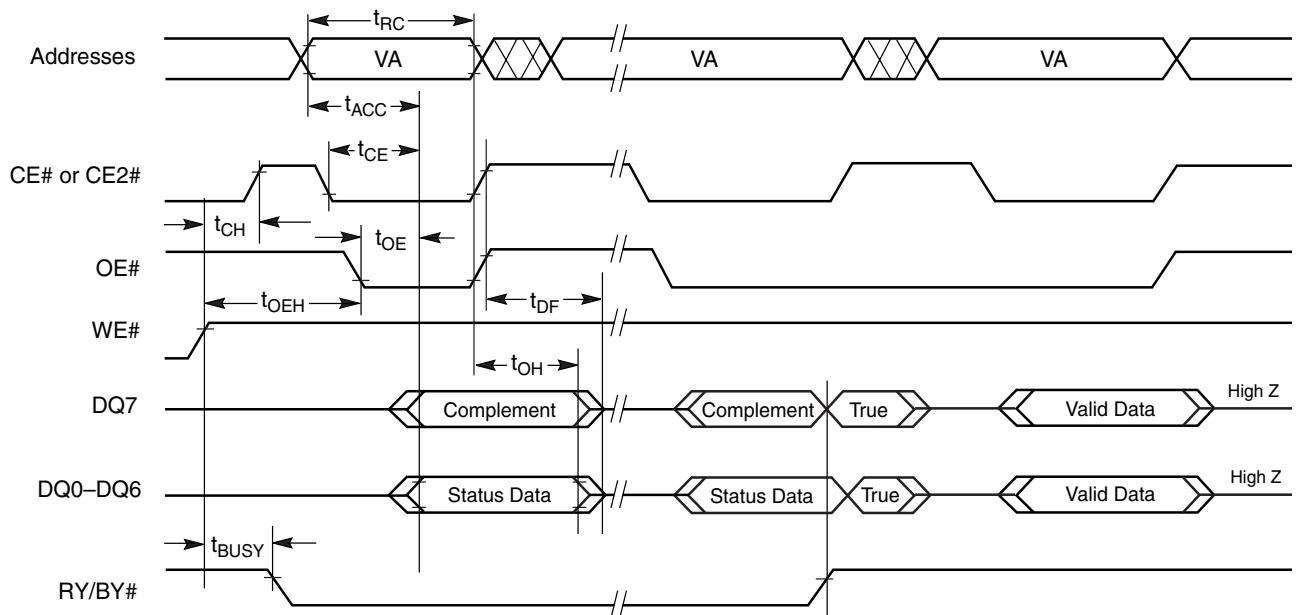 tRC
Addresses VA VA VA
tACC
tCE
CE# or CE2#
tCH
tOE
OE#
tOEH
tDF
WE#
tOH
DQ7 Complement Complement True Valid Data High Z
DQ0–DQ6 Status Data Status Data True Valid Data High Z
tBUSY
RY/BY#